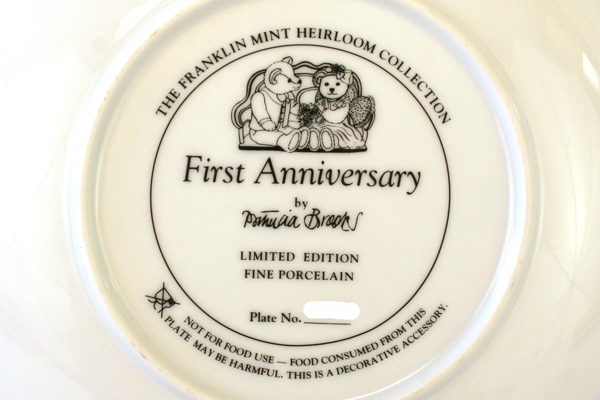 THE FRANKLIN MINT HEIRLOOM COLLECTION
First Anniversary
by
Patricia Brooks
LIMITED EDITION
FINE PORCELAIN
Plate No.
NOT FOR FOOD USE — FOOD CONSUMED FROM THIS
PLATE MAY BE HARMFUL. THIS IS A DECORATIVE ACCESSORY.